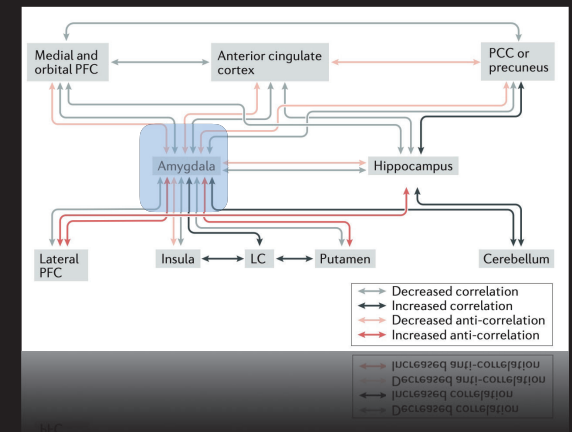 Medial and
orbital PFC
Anterior cingulate
cortex
PCC or
precuneus
Amygdala
Hippocampus
Lateral
PFC
Insula
LC
Putamen
Cerebellum
Decreased correlation
Increased correlation
Decreased anti-correlation
Increased anti-correlation